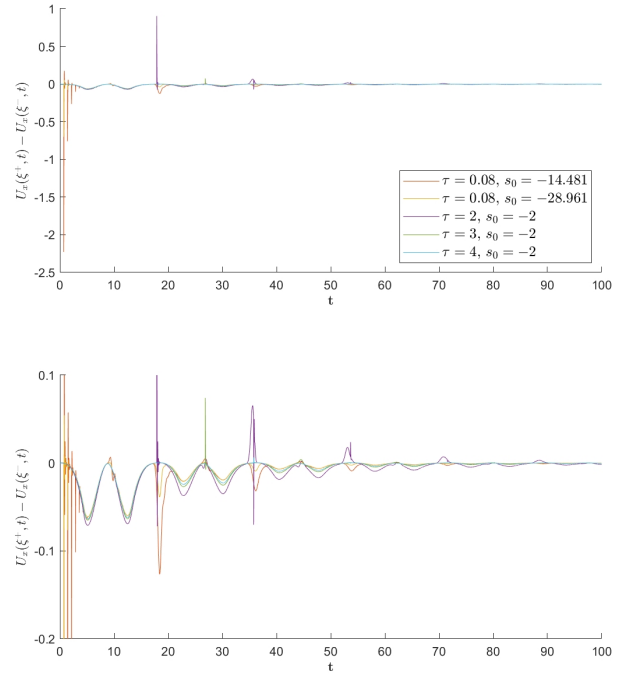 1
0.5
0
-0.5
-1
-1.5
-2
-2.5
U_x(ξ^+, t) − U_x(ξ^−, t)
0 10 20 30 40 50 60 70 80 90 100
t
τ = 0.08, s_0 = −14.481
τ = 0.08, s_0 = −28.961
τ = 2, s_0 = −2
τ = 3, s_0 = −2
τ = 4, s_0 = −2
0.1
0
-0.1
-0.2
U_x(ξ^+, t) − U_x(ξ^−, t)
0 10 20 30 40 50 60 70 80 90 100
t